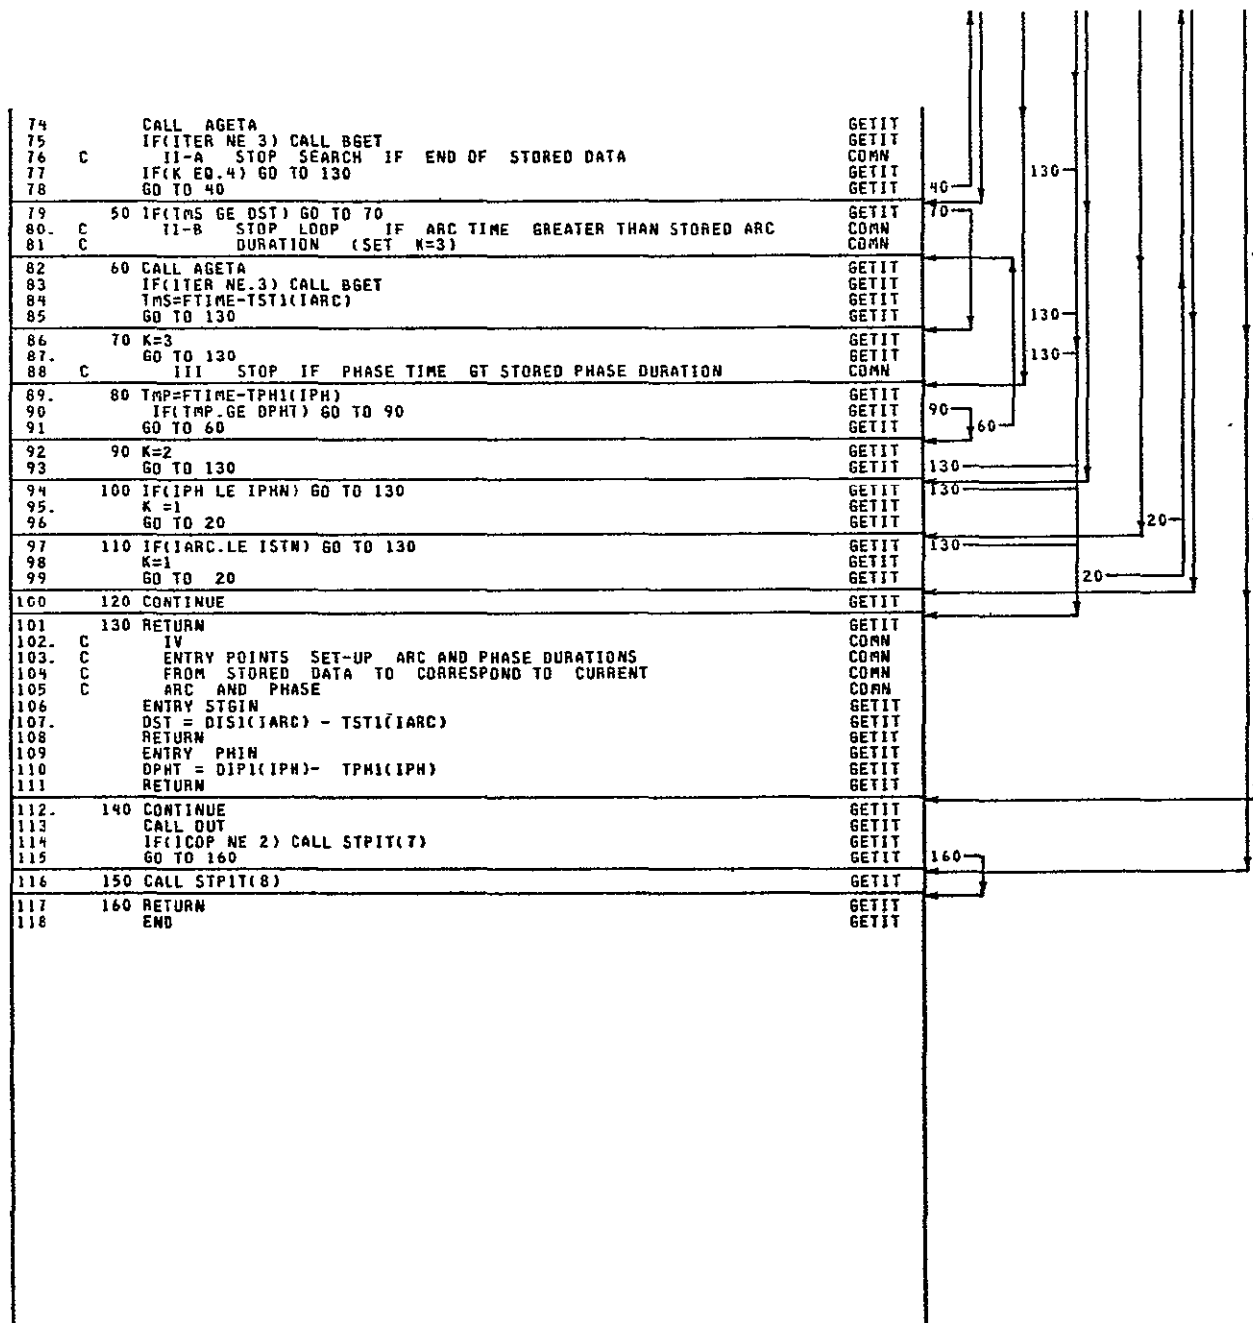 74 CALL AGETA GETIT
75 IF(ITER NE 3) CALL BGET GETIT
76 C II-A STOP SEARCH IF END OF STORED DATA COMN
77 IF(K EQ.4) GO TO 130 GETIT 130
78 GO TO 40 GETIT 40
79 50 IF(TMS GE DST) GO TO 70 GETIT 70
80. C II-B STOP LOOP IF ARC TIME GREATER THAN STORED ARC COMN
81 C DURATION (SET K=3) COMN
82 60 CALL AGETA GETIT
83 IF(ITER NE.3) CALL BGET GETIT
84 TMS=FTIME-TST1(IARC) GETIT
85 GO TO 130 GETIT 130
86 70 K=3 GETIT
87. GO TO 130 GETIT 130
88 C III STOP IF PHASE TIME GT STORED PHASE DURATION COMN
89. 80 TMP=FTIME-TPH1(IPH) GETIT
90 IF(TMP.GE DPHT) GO TO 90 GETIT 90
91 GO TO 60 GETIT 60
92 90 K=2 GETIT
93 GO TO 130 GETIT 130
94 100 IF(IPH LE IPHN) GO TO 130 GETIT 130
95. K =1 GETIT
96 GO TO 20 GETIT 20
97 110 IF(IARC.LE ISTN) GO TO 130 GETIT 130
98 K=1 GETIT
99 GO TO 20 GETIT 20
100 120 CONTINUE GETIT
101 130 RETURN GETIT
102. C IV COMN
103. C ENTRY POINTS SET-UP ARC AND PHASE DURATIONS COMN
104 C FROM STORED DATA TO CORRESPOND TO CURRENT COMN
105 C ARC AND PHASE COMN
106 ENTRY STGIN GETIT
107. DST = DIS1(IARC) - TST1(IARC) GETIT
108 RETURN GETIT
109 ENTRY PHIN GETIT
110 DPHT = DIP1(IPH)- TPH1(IPH) GETIT
111 RETURN GETIT
112. 140 CONTINUE GETIT
113 CALL OUT GETIT
114 IF(ICOP NE 2) CALL STPIT(7) GETIT
115 GO TO 160 GETIT 160
116 150 CALL STPIT(8) GETIT
117 160 RETURN GETIT
118 END GETIT